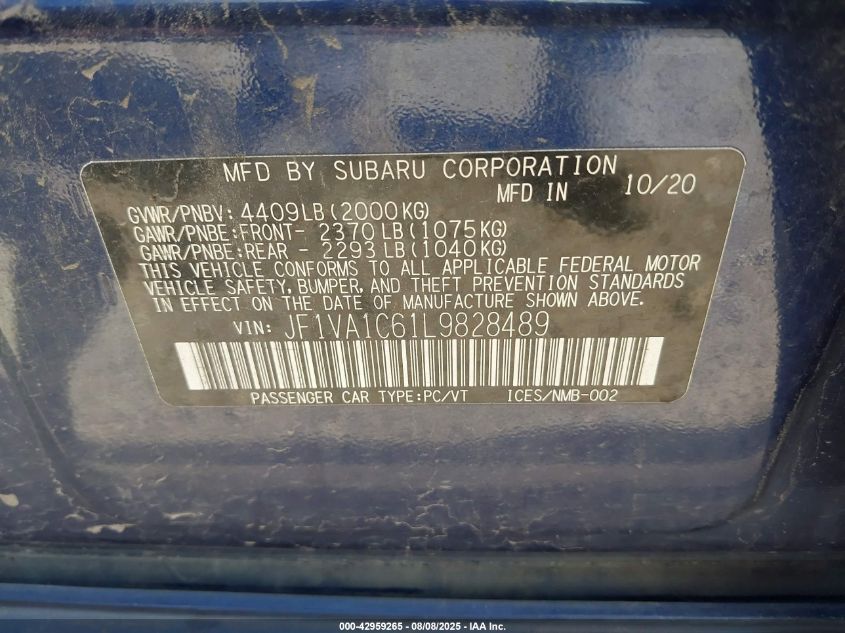 MFD BY SUBARU CORPORATION
MFD IN 10/20
GVWR/PNBV: 4409LB(2000KG)
GAWR/PNBE:FRONT- 2370LB(1075KG)
GAWR/PNBE:REAR - 2293LB(1040KG)
THIS VEHICLE CONFORMS TO ALL APPLICABLE FEDERAL MOTOR
VEHICLE SAFETY, BUMPER, AND THEFT PREVENTION STANDARDS
IN EFFECT ON THE DATE OF MANUFACTURE SHOWN ABOVE.
VIN: JF1VA1C61L9828489
PASSENGER CAR TYPE:PC/VT ICES/NMB-002
000-42959265 - 08/08/2025 - IAA Inc.